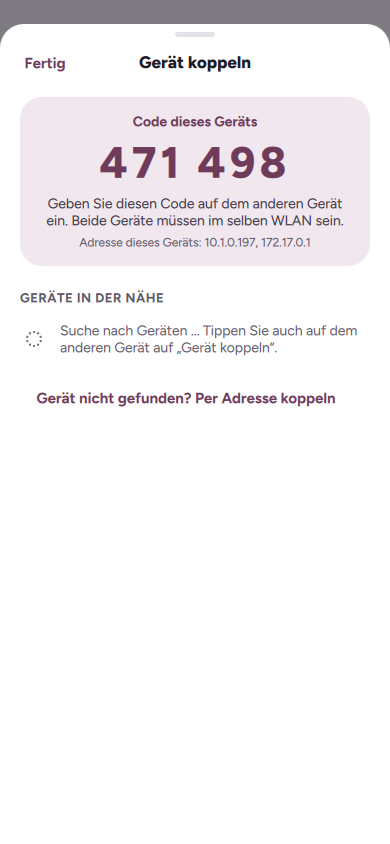 Fertig
Gerät koppeln
Code dieses Geräts
471 498
Geben Sie diesen Code auf dem anderen Gerät
ein. Beide Geräte müssen im selben WLAN sein.
Adresse dieses Geräts: 10.1.0.197, 172.17.0.1
GERÄTE IN DER NÄHE
Suche nach Geräten … Tippen Sie auch auf dem
anderen Gerät auf „Gerät koppeln“.
Gerät nicht gefunden? Per Adresse koppeln